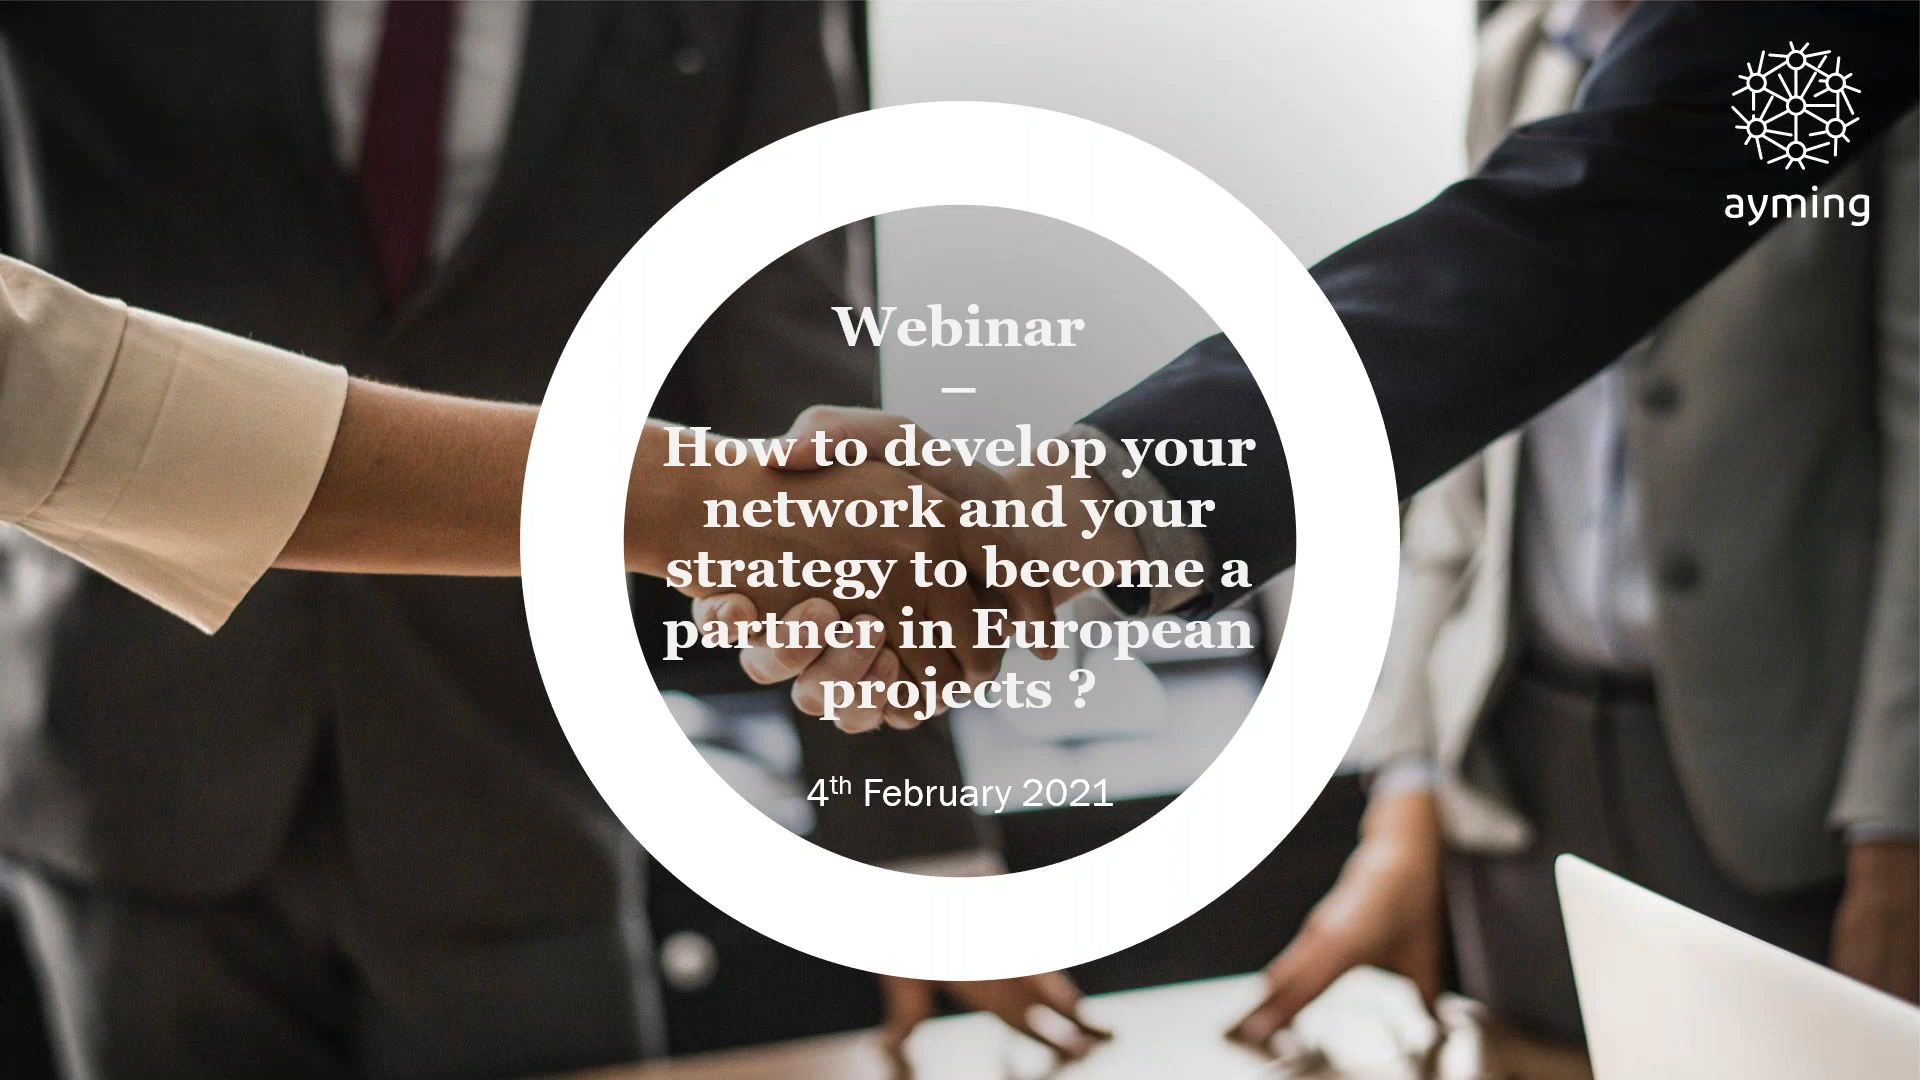 ayming
Webinar
–
How to develop your
network and your
strategy to become a
partner in European
projects ?
4th February 2021